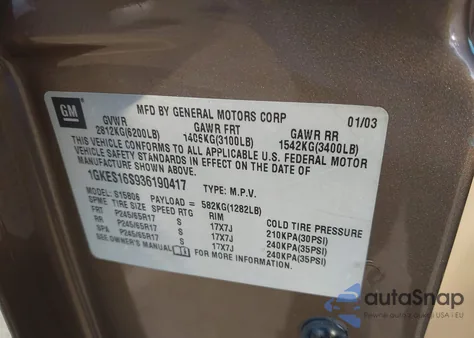 GM
MFD BY GENERAL MOTORS CORP 01/03
GVWR GAWR FRT GAWR RR
2812KG(6200LB) 1406KG(3100LB) 1542KG(3400LB)
THIS VEHICLE CONFORMS TO ALL APPLICABLE U.S. FEDERAL MOTOR
VEHICLE SAFETY STANDARDS IN EFFECT ON THE DATE OF
MANUFACTURE SHOWN ABOVE.
1GKES16S936190417 TYPE: M.P.V.
MODEL: S15806 PAYLOAD = 582KG(1282LB)
TIRE SIZE SPEED RTG RIM COLD TIRE PRESSURE
FRT P245/65R17 S 17X7J 210KPA(30PSI)
RR P245/65R17 S 17X7J 240KPA(35PSI)
SPA P245/65R17 S 17X7J 240KPA(35PSI)
SEE OWNER'S MANUAL FOR MORE INFORMATION.
autoSnap